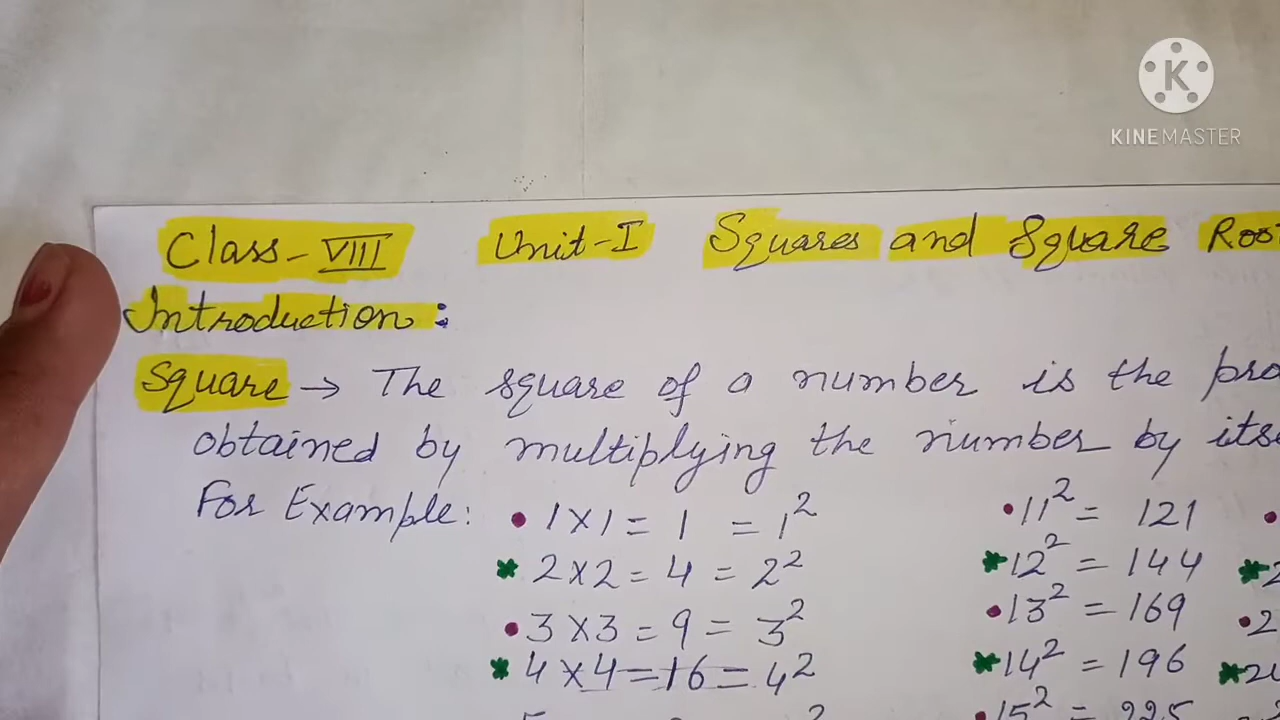 K
KINEMASTER
Class-VIII Unit-I Squares and Square
Introduction:
Square → The square of a number is the
obtained by multiplying the number by
For Example: • 1×1= 1 = 1² • 11² = 121
* 2×2 = 4 = 2² * 12² = 144
• 3×3 = 9 = 3² • 13² = 169
* 4×4 = 16 = 4² * 14² = 196
• 15² = 225